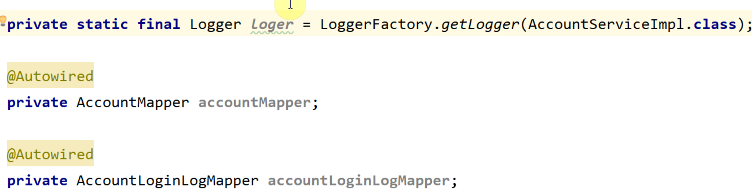 private static final Logger loger = LoggerFactory.getLogger(AccountServiceImpl.class);
@Autowired
private AccountMapper accountMapper;
@Autowired
private AccountLoginLogMapper accountLoginLogMapper;